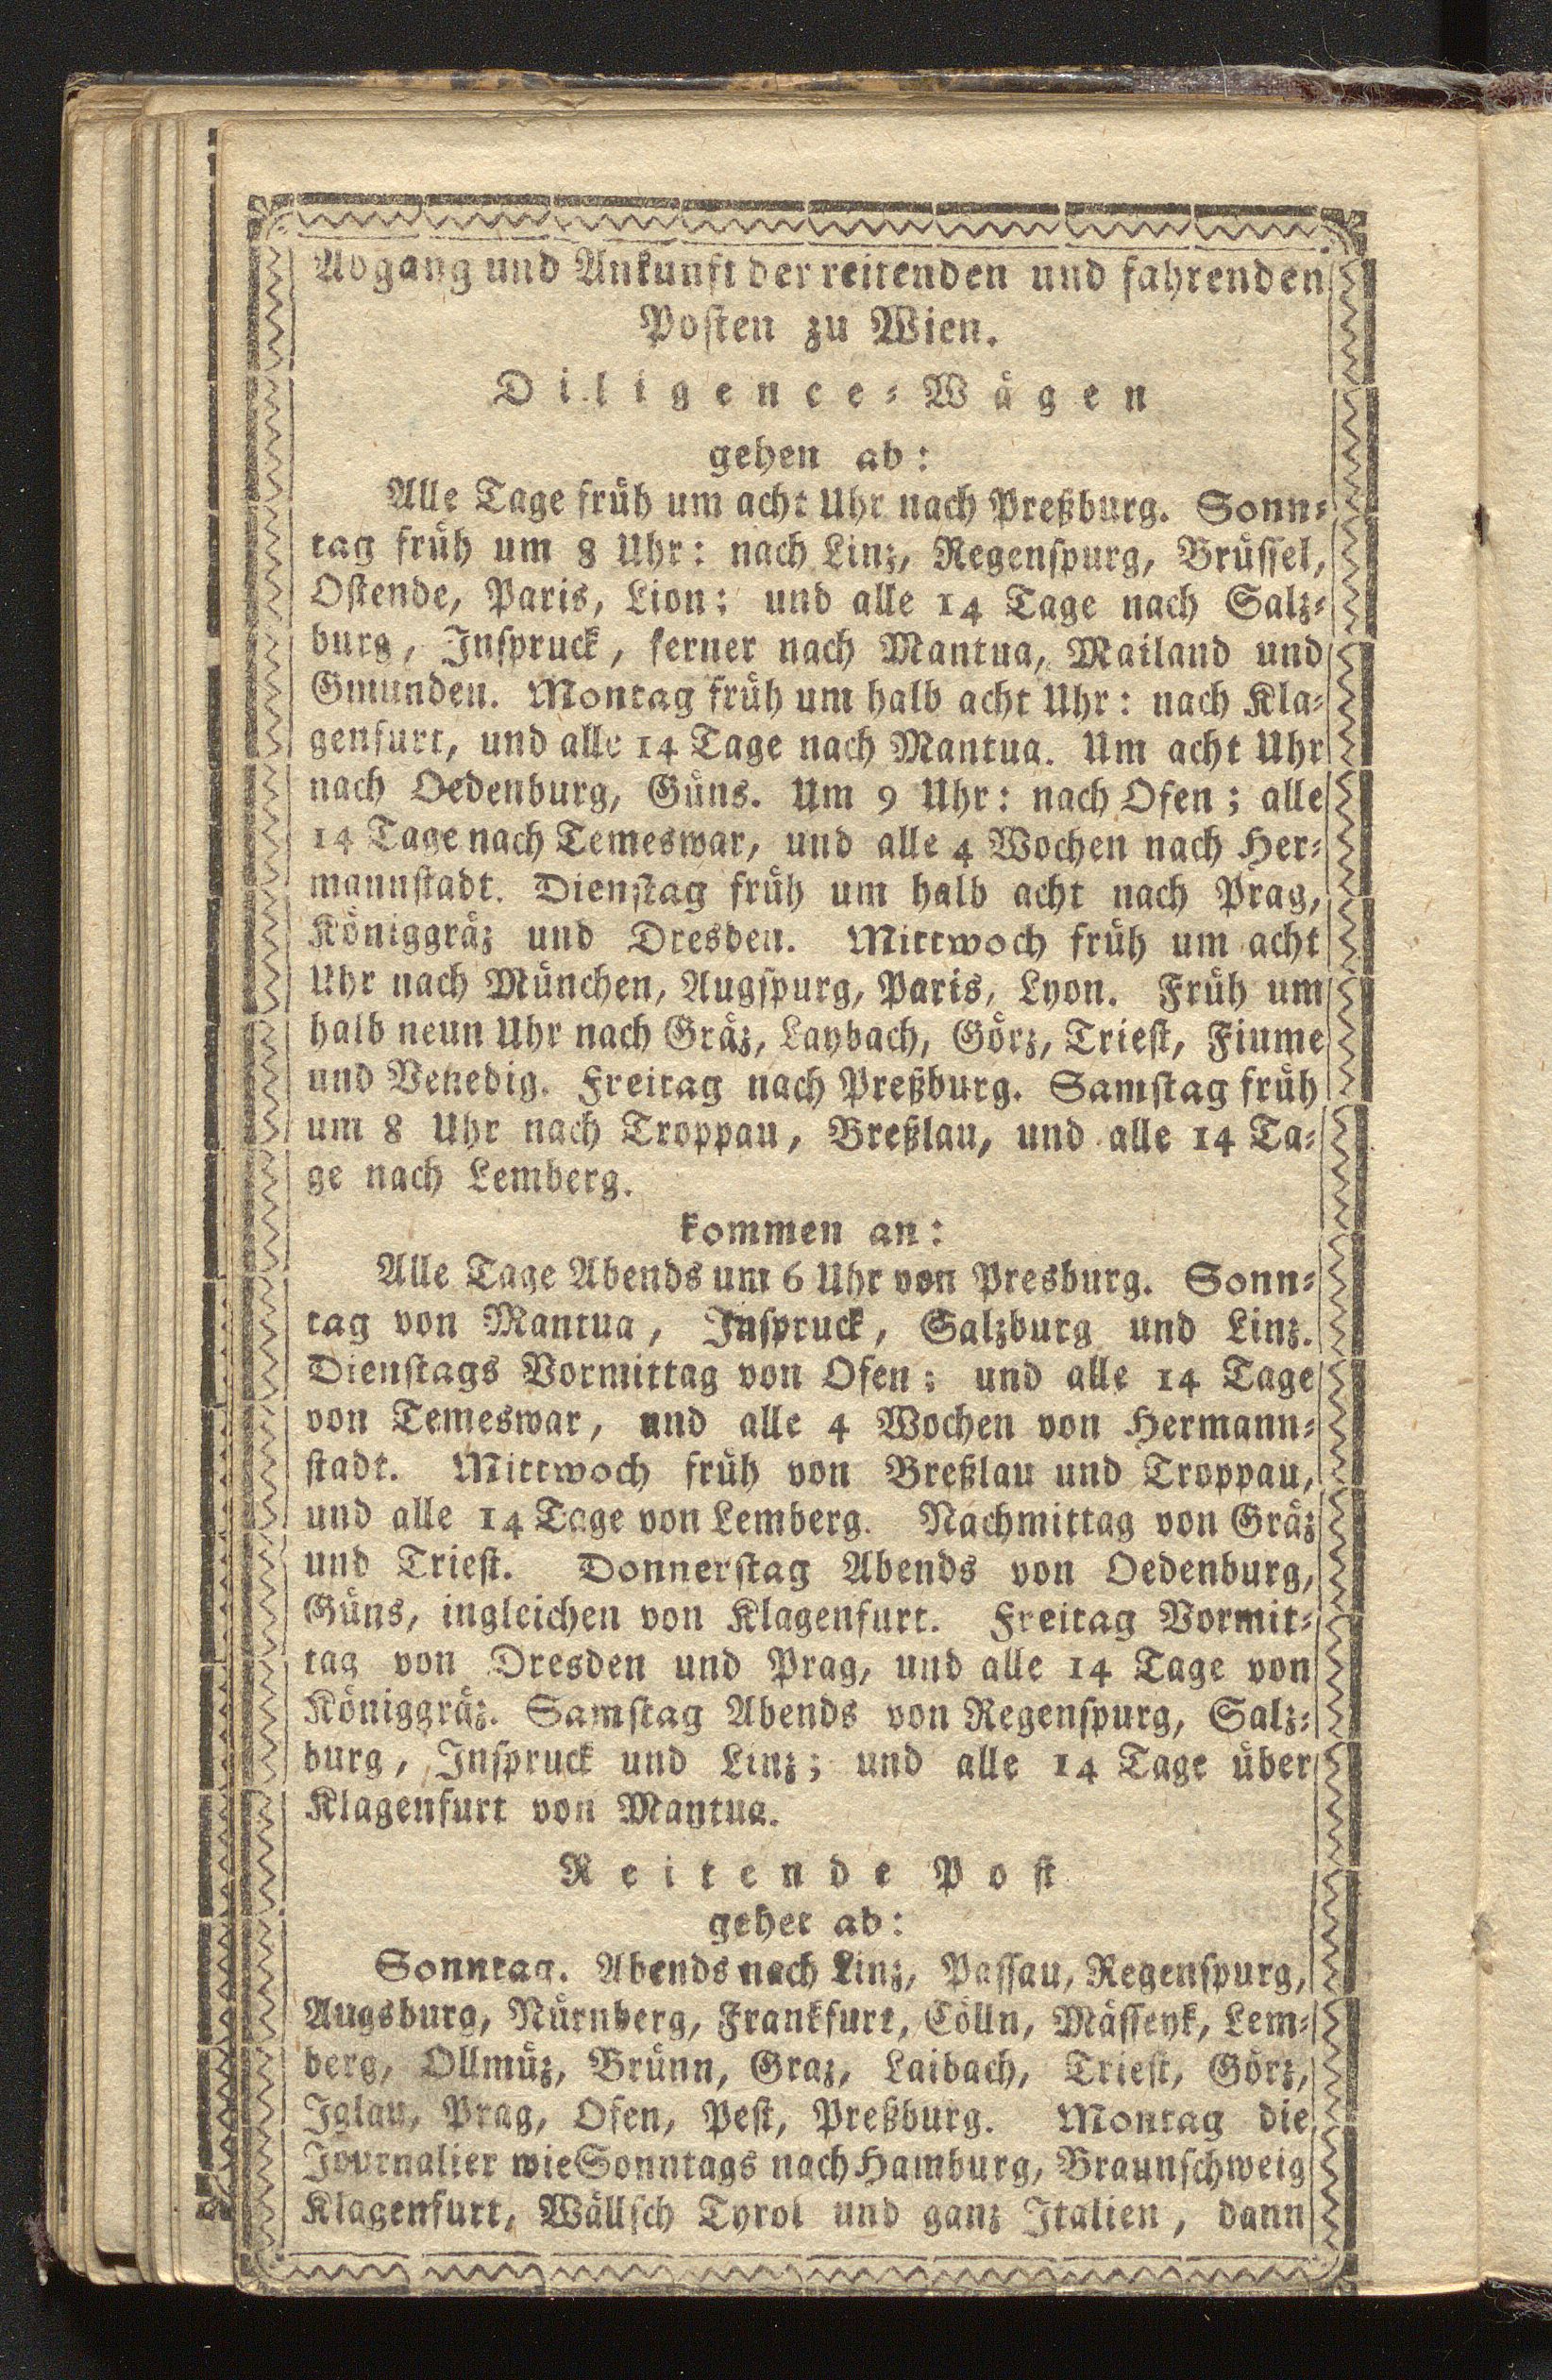 Abgang und Ankunft der reitenden und fahrenden
Posten zu Wien.
Diligence-Wägen
gehen ab:
Alle Tage früh um acht Uhr nach Preßburg. Sonn-
tag früh um 8 Uhr: nach Linz, Regenspurg, Brüssel,
Ostende, Paris, Lion; und alle 14 Tage nach Salz-
burg, Inspruck, ferner nach Mantua, Mailand und
Gmunden. Montag früh um halb acht Uhr: nach Kla-
genfurt, und alle 14 Tage nach Mantua. Um acht Uhr
nach Oedenburg, Güns. Um 9 Uhr: nach Ofen; alle
14 Tage nach Temeswar, und alle 4 Wochen nach Her-
mannstadt. Dienstag früh um halb acht nach Prag,
Königgräz und Dresden. Mittwoch früh um acht
Uhr nach München, Augspurg, Paris, Lyon. Früh um
halb neun Uhr nach Gräz, Laybach, Görz, Triest, Fiume
und Venedig. Freitag nach Preßburg. Samstag früh
um 8 Uhr nach Troppau, Breßlau, und alle 14 Ta-
ge nach Lemberg.
kommen an:
Alle Tage Abends um 6 Uhr von Presburg. Sonn-
tag von Mantua, Inspruck, Salzburg und Linz.
Dienstags Vormittag von Ofen; und alle 14 Tage
von Temeswar, und alle 4 Wochen von Hermann-
stadt. Mittwoch früh von Breßlau und Troppau,
und alle 14 Tage von Lemberg. Nachmittag von Gräz
und Triest. Donnerstag Abends von Oedenburg,
Güns, ingleichen von Klagenfurt. Freitag Vormit-
tag von Dresden und Prag, und alle 14 Tage von
Königgräz. Samstag Abends von Regenspurg, Salz-
burg, Inspruck und Linz; und alle 14 Tage über
Klagenfurt von Mantua.
Reitende Post
gehet ab:
Sonntag. Abends nach Linz, Passau, Regenspurg,
Augsburg, Nürnberg, Frankfurt, Cölln, Mässeyk, Lem-
berg, Ollmüz, Brünn, Graz, Laibach, Triest, Görz,
Iglau, Prag, Ofen, Pest, Preßburg. Montag die
Journalier wie Sonntags nach Hamburg, Braunschweig
Klagenfurt, Wällsch Tyrol und ganz Italien, dann